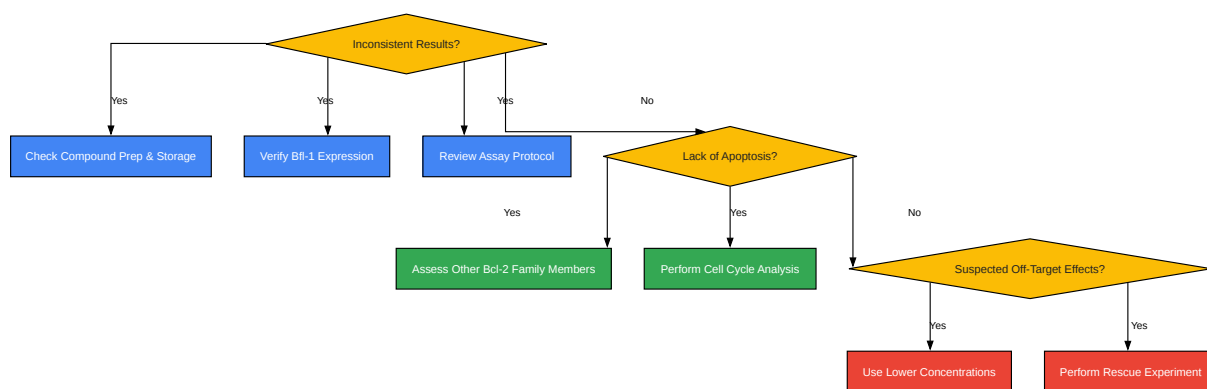 Inconsistent Results?
Yes
Yes
Yes
No
Check Compound Prep & Storage
Verify Bfl-1 Expression
Review Assay Protocol
Lack of Apoptosis?
Yes
Yes
No
Assess Other Bcl-2 Family Members
Perform Cell Cycle Analysis
Suspected Off-Target Effects?
Yes
Yes
Use Lower Concentrations
Perform Rescue Experiment